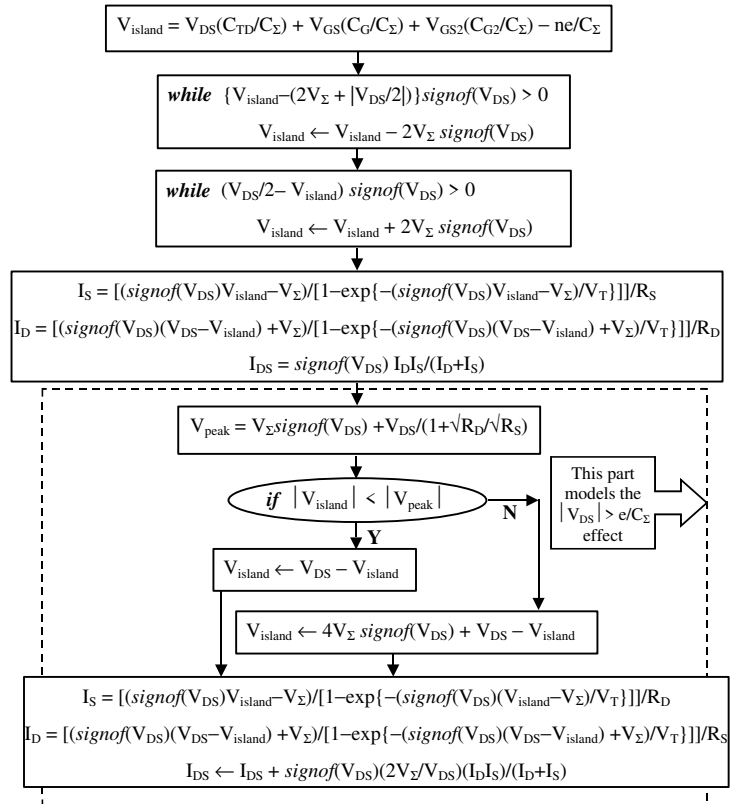 V_island = V_DS(C_TD/C_Σ) + V_GS(C_G/C_Σ) + V_GS2(C_G2/C_Σ) – ne/C_Σ
while {V_island–(2V_Σ + |V_DS/2|)}signof(V_DS) > 0
V_island ← V_island – 2V_Σ signof(V_DS)
while (V_DS/2– V_island) signof(V_DS) > 0
V_island ← V_island + 2V_Σ signof(V_DS)
I_S = [(signof(V_DS)V_island–V_Σ)/[1–exp{–(signof(V_DS)V_island–V_Σ)/V_T}]]/R_S
I_D = [(signof(V_DS)(V_DS–V_island) +V_Σ)/[1–exp{–(signof(V_DS)(V_DS–V_island) +V_Σ)/V_T}]]/R_D
I_DS = signof(V_DS) I_DI_S/(I_D+I_S)
V_peak = V_Σsignof(V_DS) +V_DS/(1+√R_D/√R_S)
if |V_island| < |V_peak|
N
Y
This part
models the
|V_DS| > e/C_Σ
effect
V_island ← V_DS – V_island
V_island ← 4V_Σ signof(V_DS) + V_DS – V_island
I_S = [(signof(V_DS)V_island–V_Σ)/[1–exp{–(signof(V_DS)(V_island–V_Σ)/V_T}]]/R_D
I_D = [(signof(V_DS)(V_DS–V_island) +V_Σ)/[1–exp{–(signof(V_DS)(V_DS–V_island) +V_Σ)/V_T}]]/R_S
I_DS ← I_DS + signof(V_DS)(2V_Σ/V_DS)(I_DI_S)/(I_D+I_S)